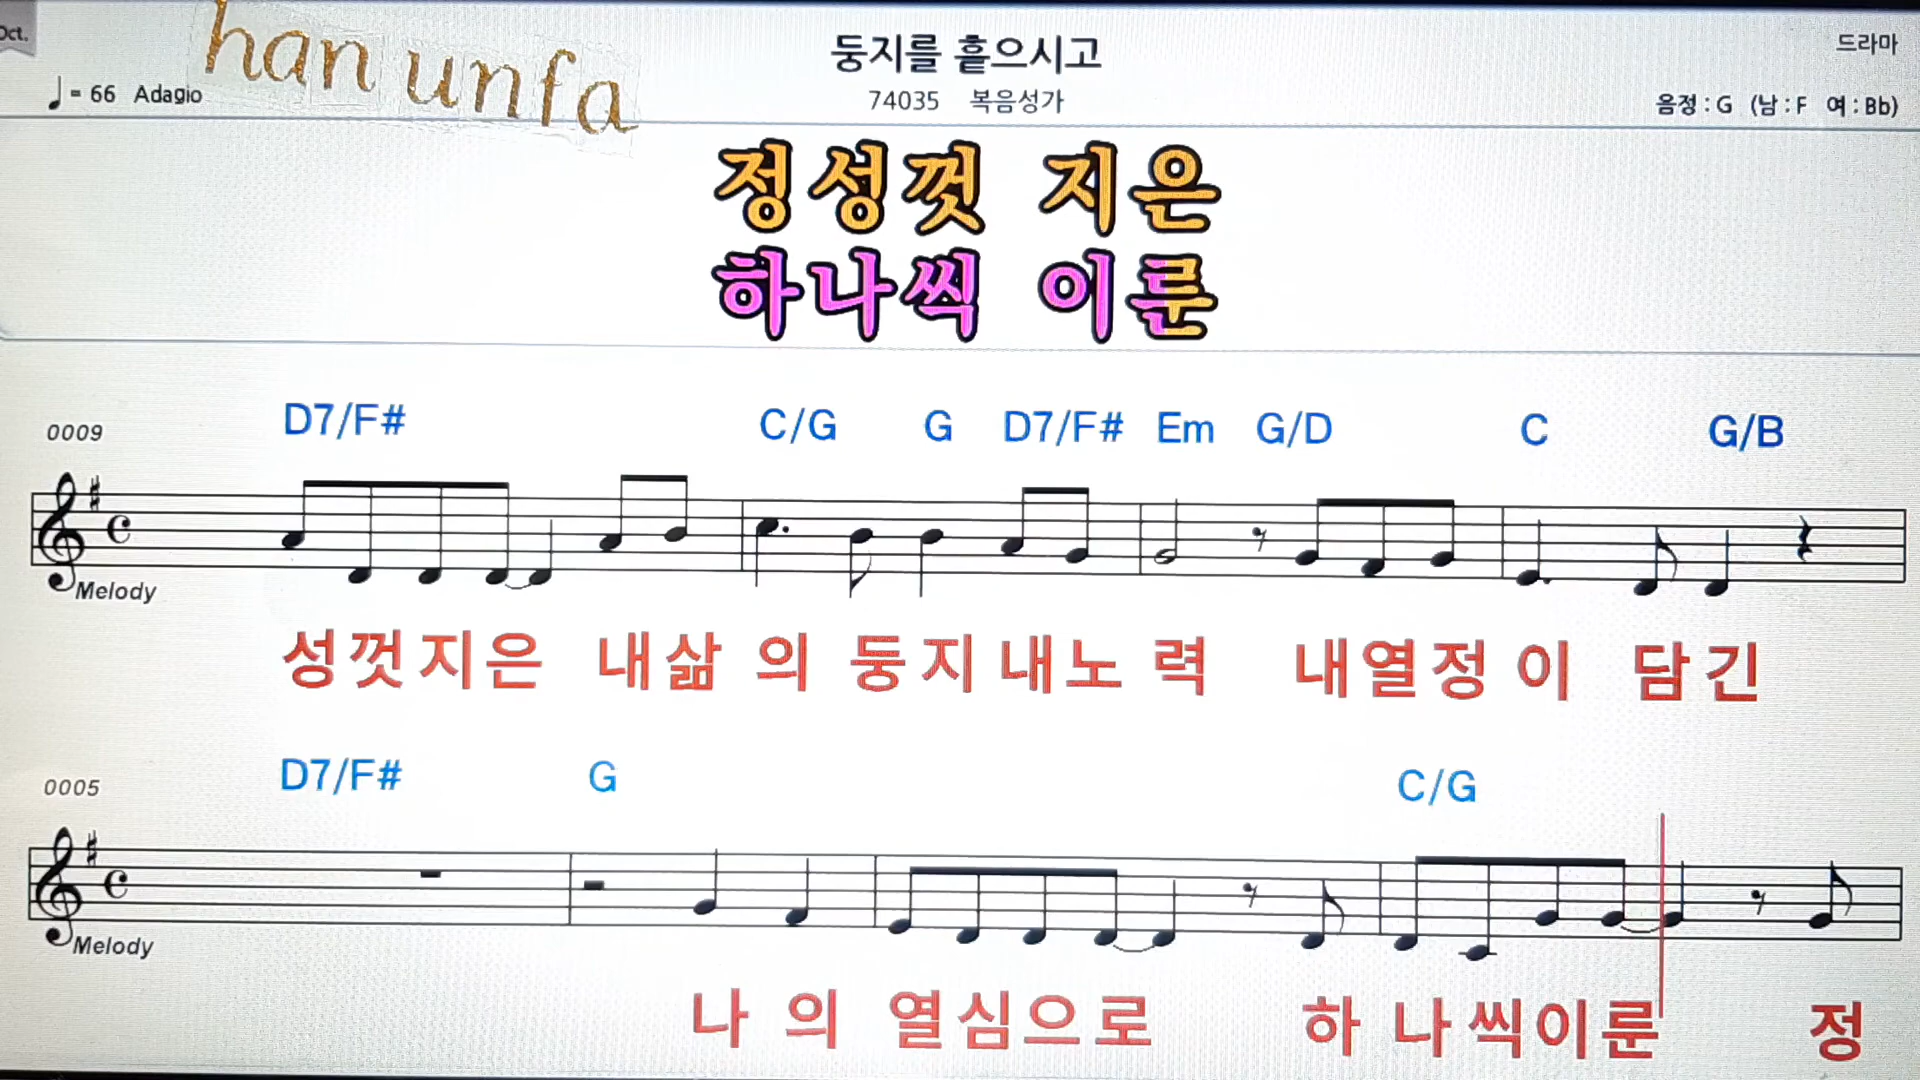 Oct.
han unfa
둥지를 흩으시고
드라마
♩= 66 Adagio
74035 복음성가
음정 : G (남 : F 여 : Bb)
정성껏 지은
하나씩 이룬
0009
D7/F# C/G G D7/F# Em G/D C G/B
Melody
성껏지은 내삶의 둥지내노력 내열정이 담긴
0005
D7/F# G C/G
Melody
나의 열심으로 하나씩이룬 정